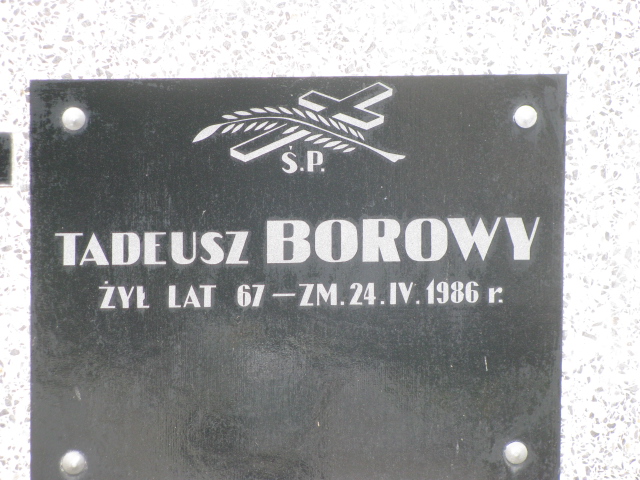 Ś.P.
TADEUSZ BOROWY
ŻYŁ LAT 67 – ZM. 24.IV.1986 r.